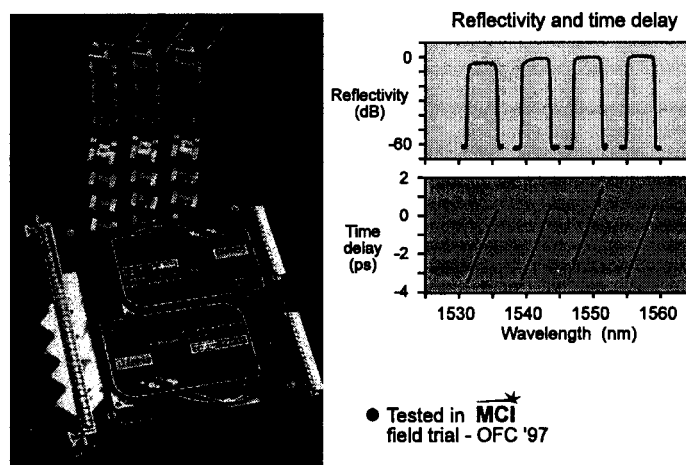 Reflectivity and time delay
0
Reflectivity
(dB)
-60
2
0
Time
delay
(ps)
-2
-4
1530 1540 1550 1560
Wavelength (nm)
● Tested in MCI
field trial - OFC '97